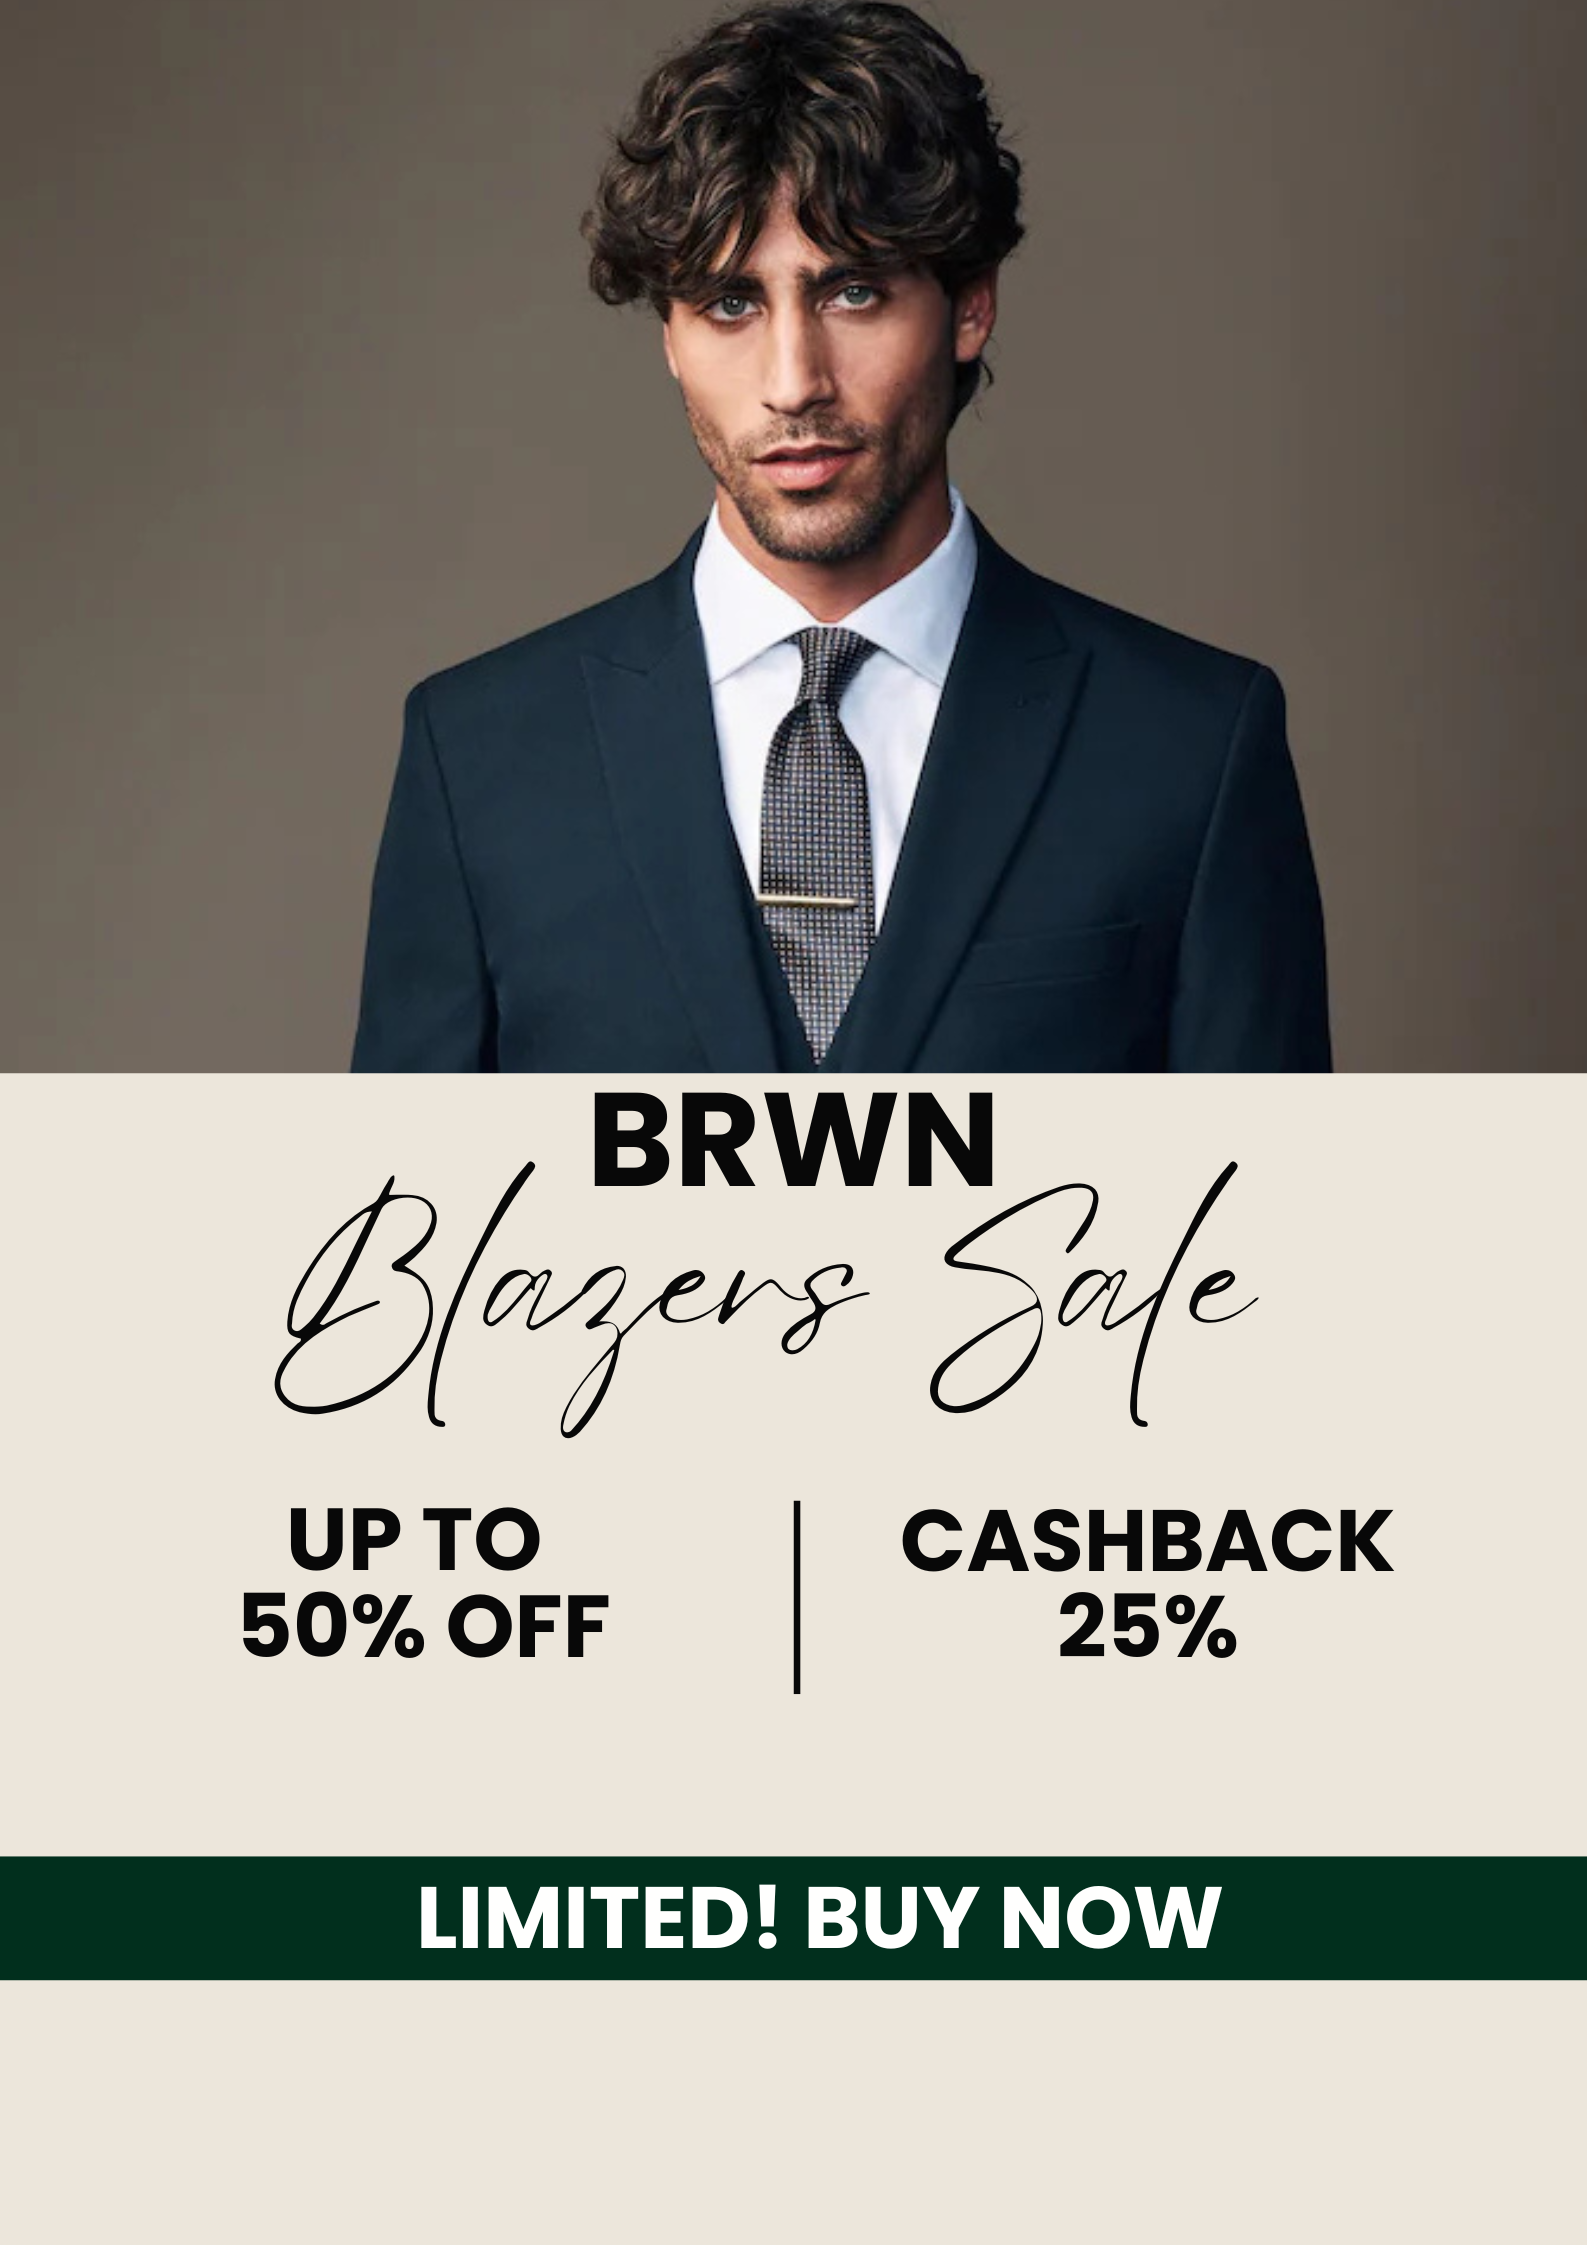 BRWN
Blazers Sale
UP TO
50% OFF
CASHBACK
25%
LIMITED! BUY NOW